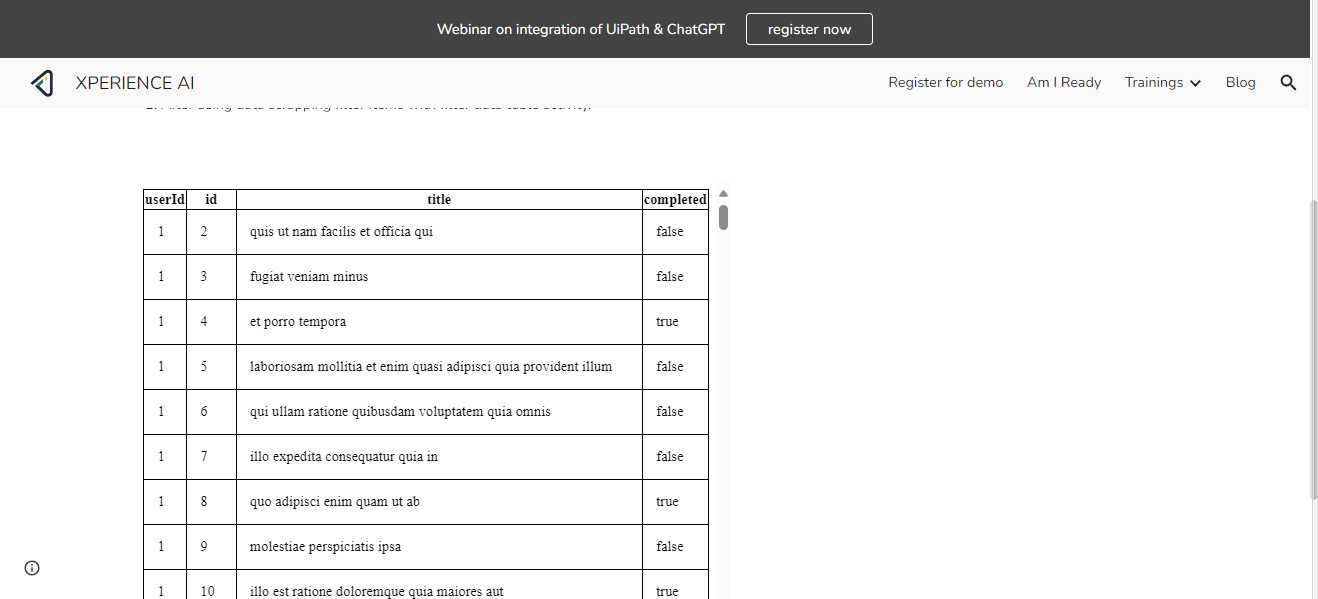 Webinar on integration of UiPath & ChatGPT register now
XPERIENCE AI Register for demo Am I Ready Trainings Blog
userId id title completed
1 2 quis ut nam facilis et officia qui false
1 3 fugiat veniam minus false
1 4 et porro tempora true
1 5 laboriosam mollitia et enim quasi adipisci quia provident illum false
1 6 qui ullam ratione quibusdam voluptatem quia omnis false
1 7 illo expedita consequatur quia in false
1 8 quo adipisci enim quam ut ab true
1 9 molestiae perspiciatis ipsa false
1 10 illo est ratione doloremque quia maiores aut true